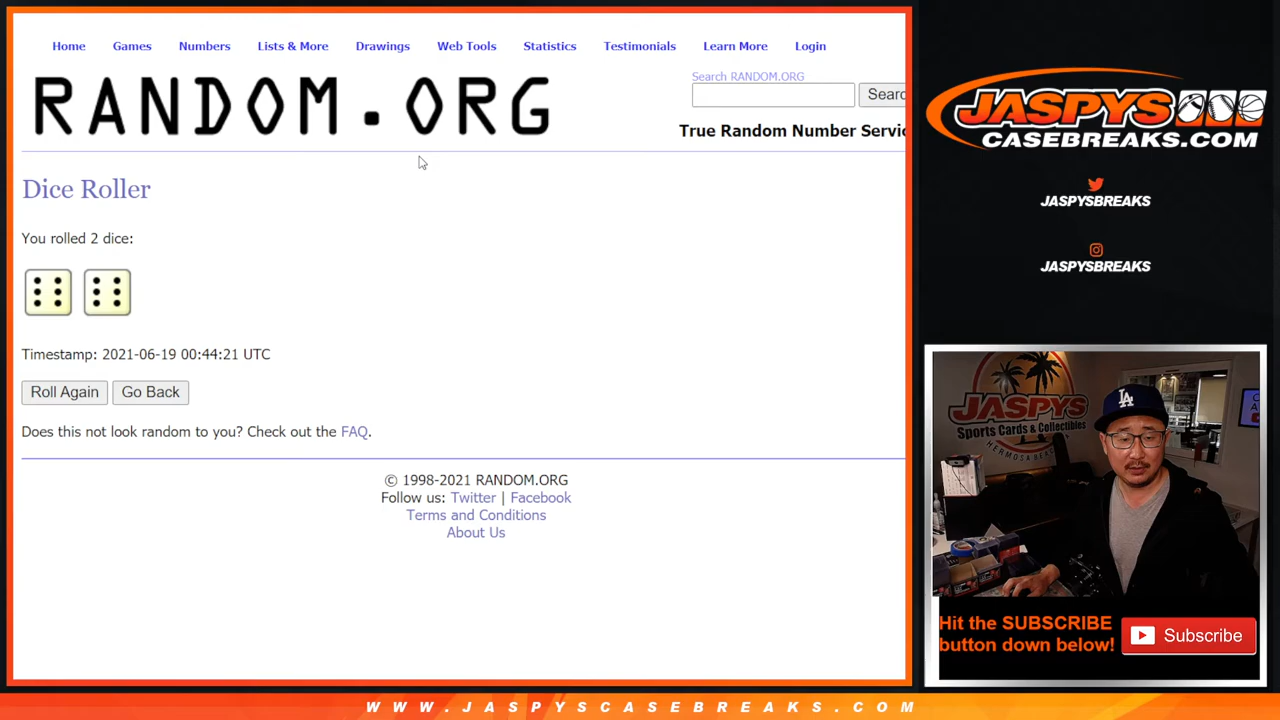 Home Games Numbers Lists & More Drawings Web Tools Statistics Testimonials Learn More Login
RANDOM.ORG
Search RANDOM.ORG
True Random Number Servic
Dice Roller
You rolled 2 dice:
Timestamp: 2021-06-19 00:44:21 UTC
Roll Again Go Back
Does this not look random to you? Check out the FAQ.
© 1998-2021 RANDOM.ORG
Follow us: Twitter | Facebook
Terms and Conditions
About Us
JASPYS
CASEBREAKS.COM
JASPYSBREAKS
JASPYSBREAKS
JASPYS
Sports Cards & Collectibles
HERMOSA BEACH
LA
Hit the SUBSCRIBE
button down below!
Subscribe
WWW.JASPYSCASEBREAKS.COM